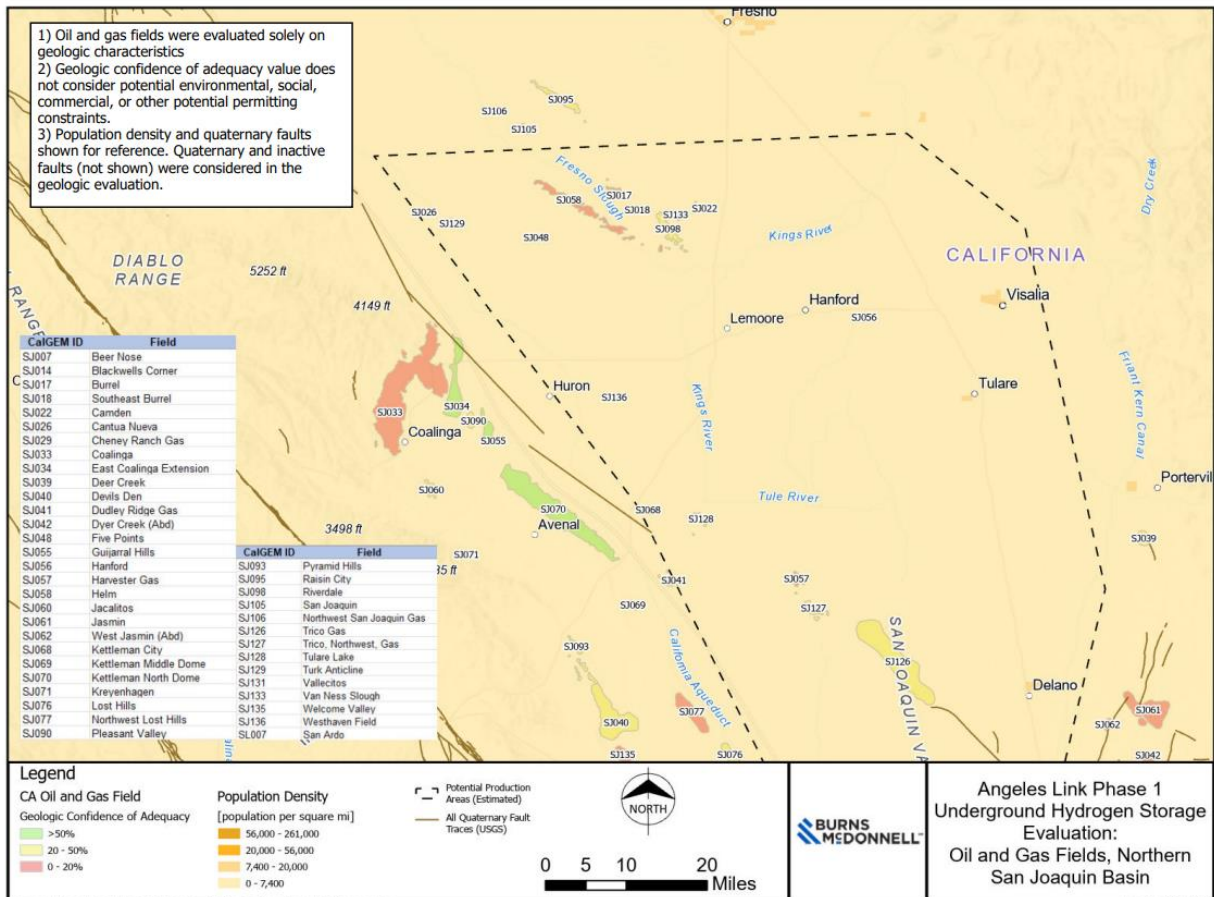 1) Oil and gas fields were evaluated solely on
geologic characteristics
2) Geologic confidence of adequacy value does
not consider potential environmental, social,
commercial, or other potential permitting
constraints.
3) Population density and quaternary faults
shown for reference. Quaternary and inactive
faults (not shown) were considered in the
geologic evaluation.
Fresno
SJ095
SJ106
SJ105
Fresno Slough
SJ058
SJ017
SJ018
SJ133
SJ022
SJ098
SJ026
SJ129
SJ048
Kings River
Dry Creek
CALIFORNIA
DIABLO
RANGE
5252 ft
4149 ft
RANGE
Visalia
Hanford
SJ056
Lemoore
Huron
SJ136
Kings River
Tulare
Friant Kern Canal
SJ033
SJ034
SJ090
Coalinga
SJ055
SJ060
SJ070
Avenal
SJ068
SJ128
Tule River
Portervil
SJ039
3498 ft
35 ft
SJ071
SJ041
SJ069
SJ057
SJ127
SJ093
California Aqueduct
SJ126
SAN JOAQUIN VA
Delano
SJ061
SJ062
SJ042
SJ040
SJ077
SJ135
SJ076
CalGEM ID Field
SJ007 Beer Nose
SJ014 Blackwells Corner
SJ017 Burrel
SJ018 Southeast Burrel
SJ022 Camden
SJ026 Cantua Nueva
SJ029 Cheney Ranch Gas
SJ033 Coalinga
SJ034 East Coalinga Extension
SJ039 Deer Creek
SJ040 Devils Den
SJ041 Dudley Ridge Gas
SJ042 Dyer Creek (Abd)
SJ048 Five Points
SJ055 Guijarral Hills
SJ056 Hanford
SJ057 Harvester Gas
SJ058 Helm
SJ060 Jacalitos
SJ061 Jasmin
SJ062 West Jasmin (Abd)
SJ068 Kettleman City
SJ069 Kettleman Middle Dome
SJ070 Kettleman North Dome
SJ071 Kreyenhagen
SJ076 Lost Hills
SJ077 Northwest Lost Hills
SJ090 Pleasant Valley
CalGEM ID Field
SJ093 Pyramid Hills
SJ095 Raisin City
SJ098 Riverdale
SJ105 San Joaquin
SJ106 Northwest San Joaquin Gas
SJ126 Trico Gas
SJ127 Trico, Northwest, Gas
SJ128 Tulare Lake
SJ129 Turk Anticline
SJ131 Vallecitos
SJ133 Van Ness Slough
SJ135 Welcome Valley
SJ136 Westhaven Field
SL007 San Ardo
Legend
CA Oil and Gas Field
Geologic Confidence of Adequacy
>50%
20 - 50%
0 - 20%
Population Density
[population per square mi]
56,000 - 261,000
20,000 - 56,000
7,400 - 20,000
0 - 7,400
Potential Production
Areas (Estimated)
All Quaternary Fault
Traces (USGS)
NORTH
0 5 10 20
Miles
BURNS
McDONNELL
Angeles Link Phase 1
Underground Hydrogen Storage
Evaluation:
Oil and Gas Fields, Northern
San Joaquin Basin